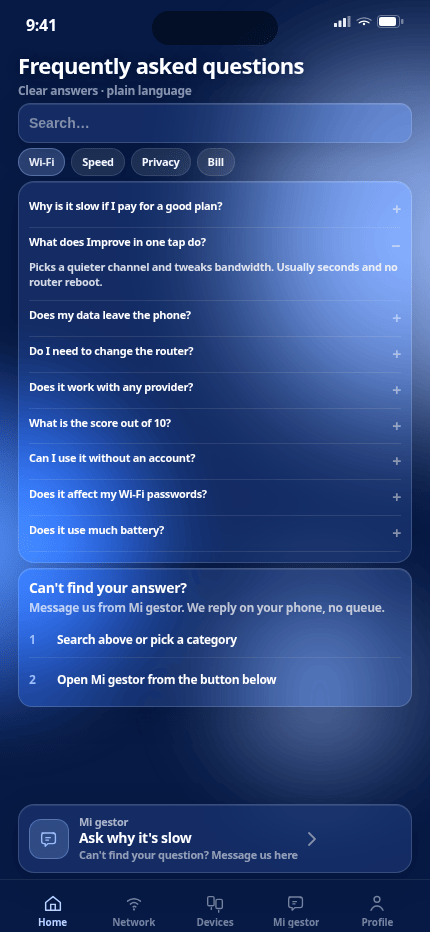 9:41
Frequently asked questions
Clear answers · plain language
Search…
Wi-Fi
Speed
Privacy
Bill
Why is it slow if I pay for a good plan?
+
What does Improve in one tap do?
–
Picks a quieter channel and tweaks bandwidth. Usually seconds and no
router reboot.
Does my data leave the phone?
+
Do I need to change the router?
+
Does it work with any provider?
+
What is the score out of 10?
+
Can I use it without an account?
+
Does it affect my Wi-Fi passwords?
+
Does it use much battery?
+
Can't find your answer?
Message us from Mi gestor. We reply on your phone, no queue.
1 Search above or pick a category
2 Open Mi gestor from the button below
Mi gestor
Ask why it's slow
Can't find your question? Message us here
Home
Network
Devices
Mi gestor
Profile